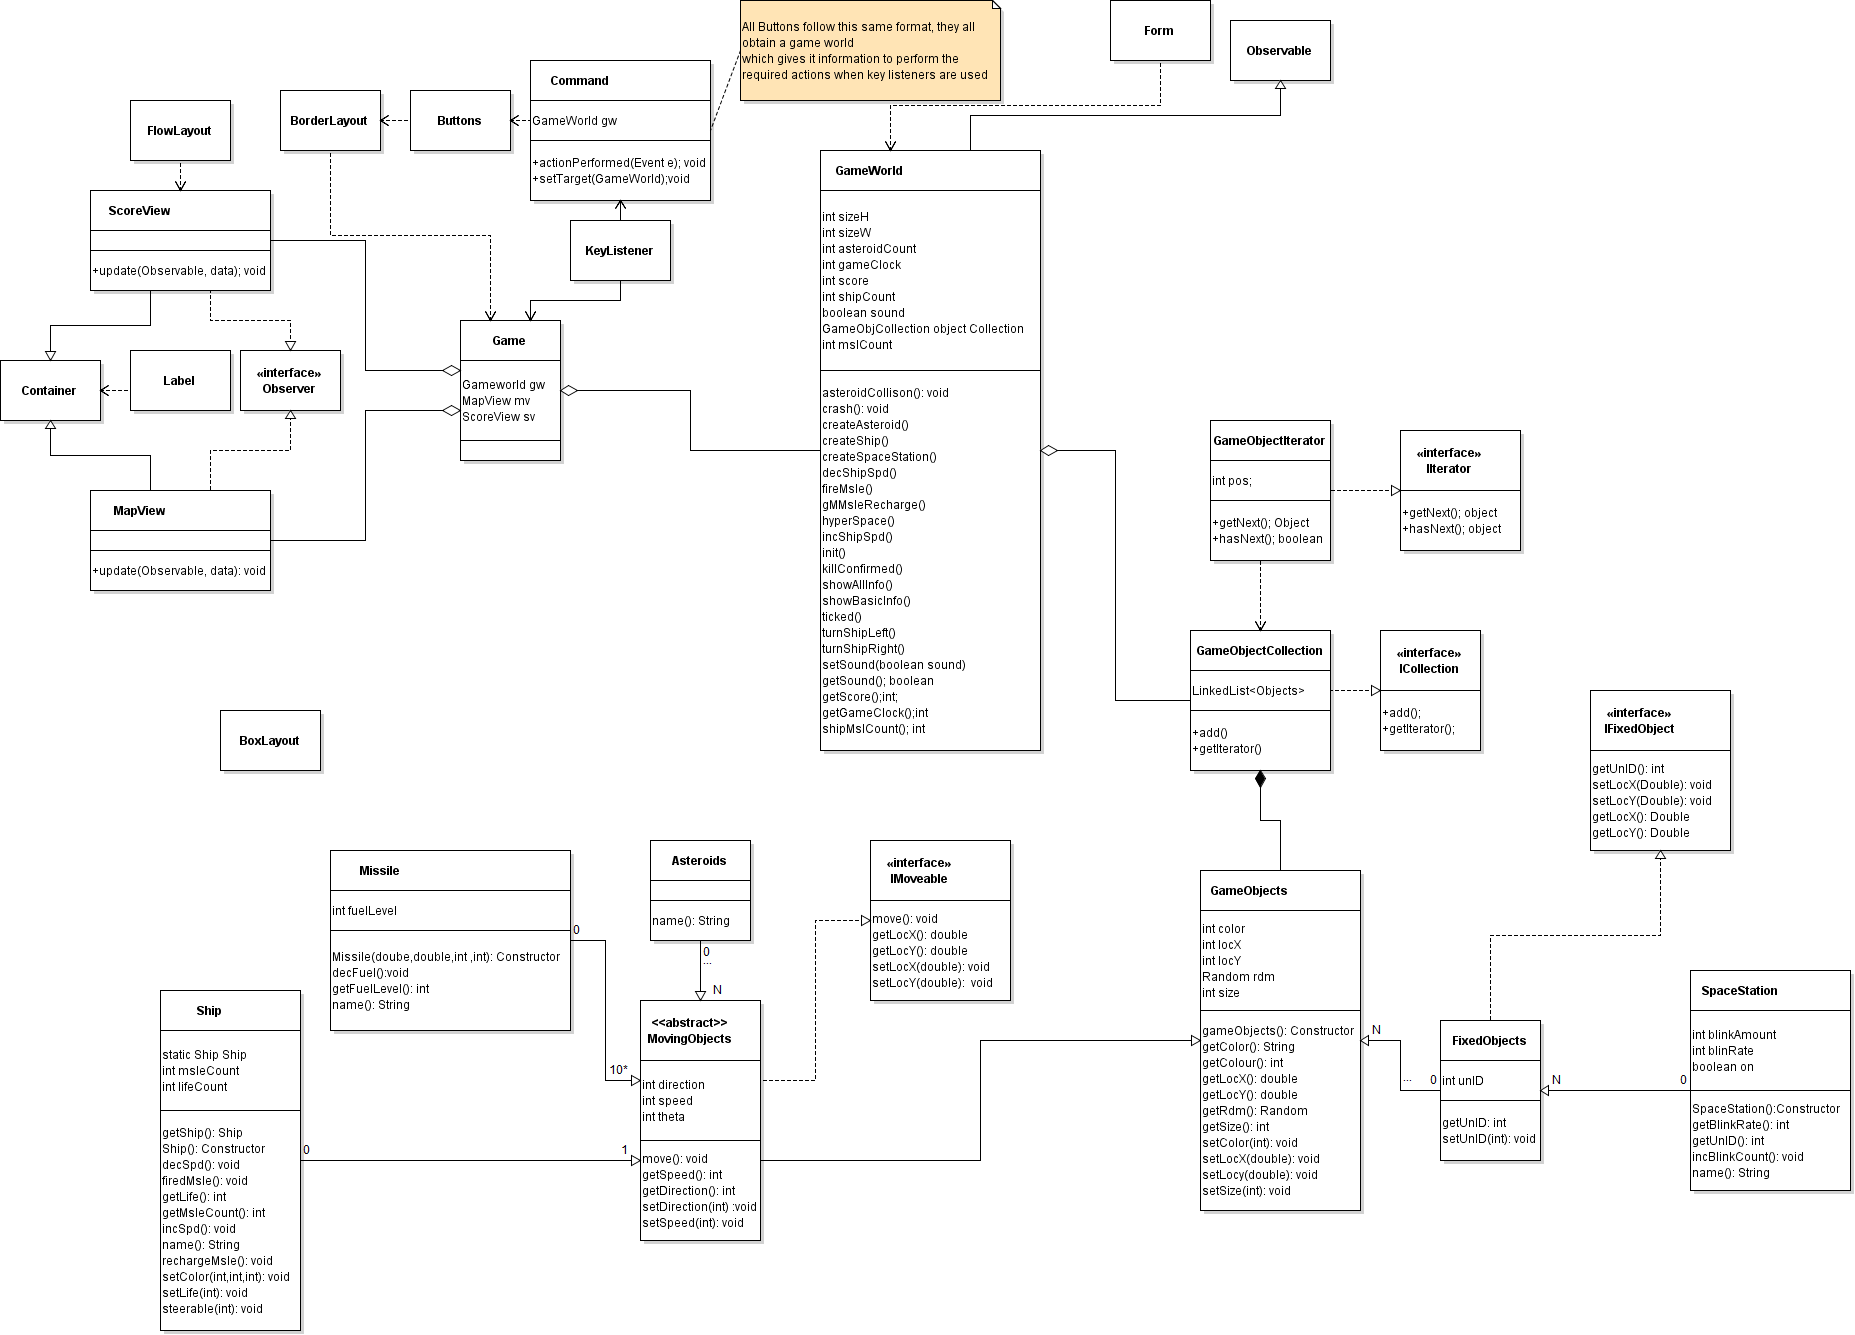 All Buttons follow this same format, they all
obtain a game world
which gives it information to perform the
required actions when key listeners are used
Form
Observable
Command
GameWorld gw
+actionPerformed(Event e); void
+setTarget(GameWorld);void
Buttons
BorderLayout
FlowLayout
ScoreView
+update(Observable, data); void
KeyListener
Container
Label
«interface»
Observer
MapView
+update(Observable, data): void
Game
Gameworld gw
MapView mv
ScoreView sv
GameWorld
int sizeH
int sizeW
int asteroidCount
int gameClock
int score
int shipCount
boolean sound
GameObjCollection object Collection
int mslCount
asteroidCollison(): void
crash(): void
createAsteroid()
createShip()
createSpaceStation()
decShipSpd()
fireMsle()
gMMsleRecharge()
hyperSpace()
incShipSpd()
init()
killConfirmed()
showAllInfo()
showBasicInfo()
ticked()
turnShipLeft()
turnShipRight()
setSound(boolean sound)
getSound(); boolean
getScore();int;
getGameClock();int
shipMslCount(); int
GameObjectIterator
int pos;
+getNext(); Object
+hasNext(); boolean
«interface»
IIterator
+getNext(); object
+hasNext(); object
GameObjectCollection
LinkedList<Objects>
+add()
+getIterator()
«interface»
ICollection
+add();
+getIterator();
«interface»
IFixedObject
getUnID(): int
setLocX(Double): void
setLocY(Double): void
getLocX(): Double
getLocY(): Double
BoxLayout
Missile
int fuelLevel
Missile(doube,double,int ,int): Constructor
decFuel():void
getFuelLevel(): int
name(): String
0
10*
Asteroids
name(): String
0
...
N
«interface»
IMoveable
move(): void
getLocX(): double
getLocY(): double
setLocX(double): void
setLocY(double): void
Ship
static Ship Ship
int msleCount
int lifeCount
getShip(): Ship
Ship(): Constructor
decSpd(): void
firedMsle(): void
getLife(): int
getMsleCount(): int
incSpd(): void
name(): String
rechargeMsle(): void
setColor(int,int,int): void
setLife(int): void
steerable(int): void
0
1
<<abstract>>
MovingObjects
int direction
int speed
int theta
move(): void
getSpeed(): int
getDirection(): int
setDirection(int) :void
setSpeed(int): void
GameObjects
int color
int locX
int locY
Random rdm
int size
gameObjects(): Constructor
getColor(): String
getColour(): int
getLocX(): double
getLocY(): double
getRdm(): Random
getSize(): int
setColor(int): void
setLocX(double): void
setLocy(double): void
setSize(int): void
N
...
0
FixedObjects
int unID
getUnID: int
setUNID(int): void
N
0
SpaceStation
int blinkAmount
int blinRate
boolean on
SpaceStation():Constructor
getBlinkRate(): int
getUnID(): int
incBlinkCount(): void
name(): String